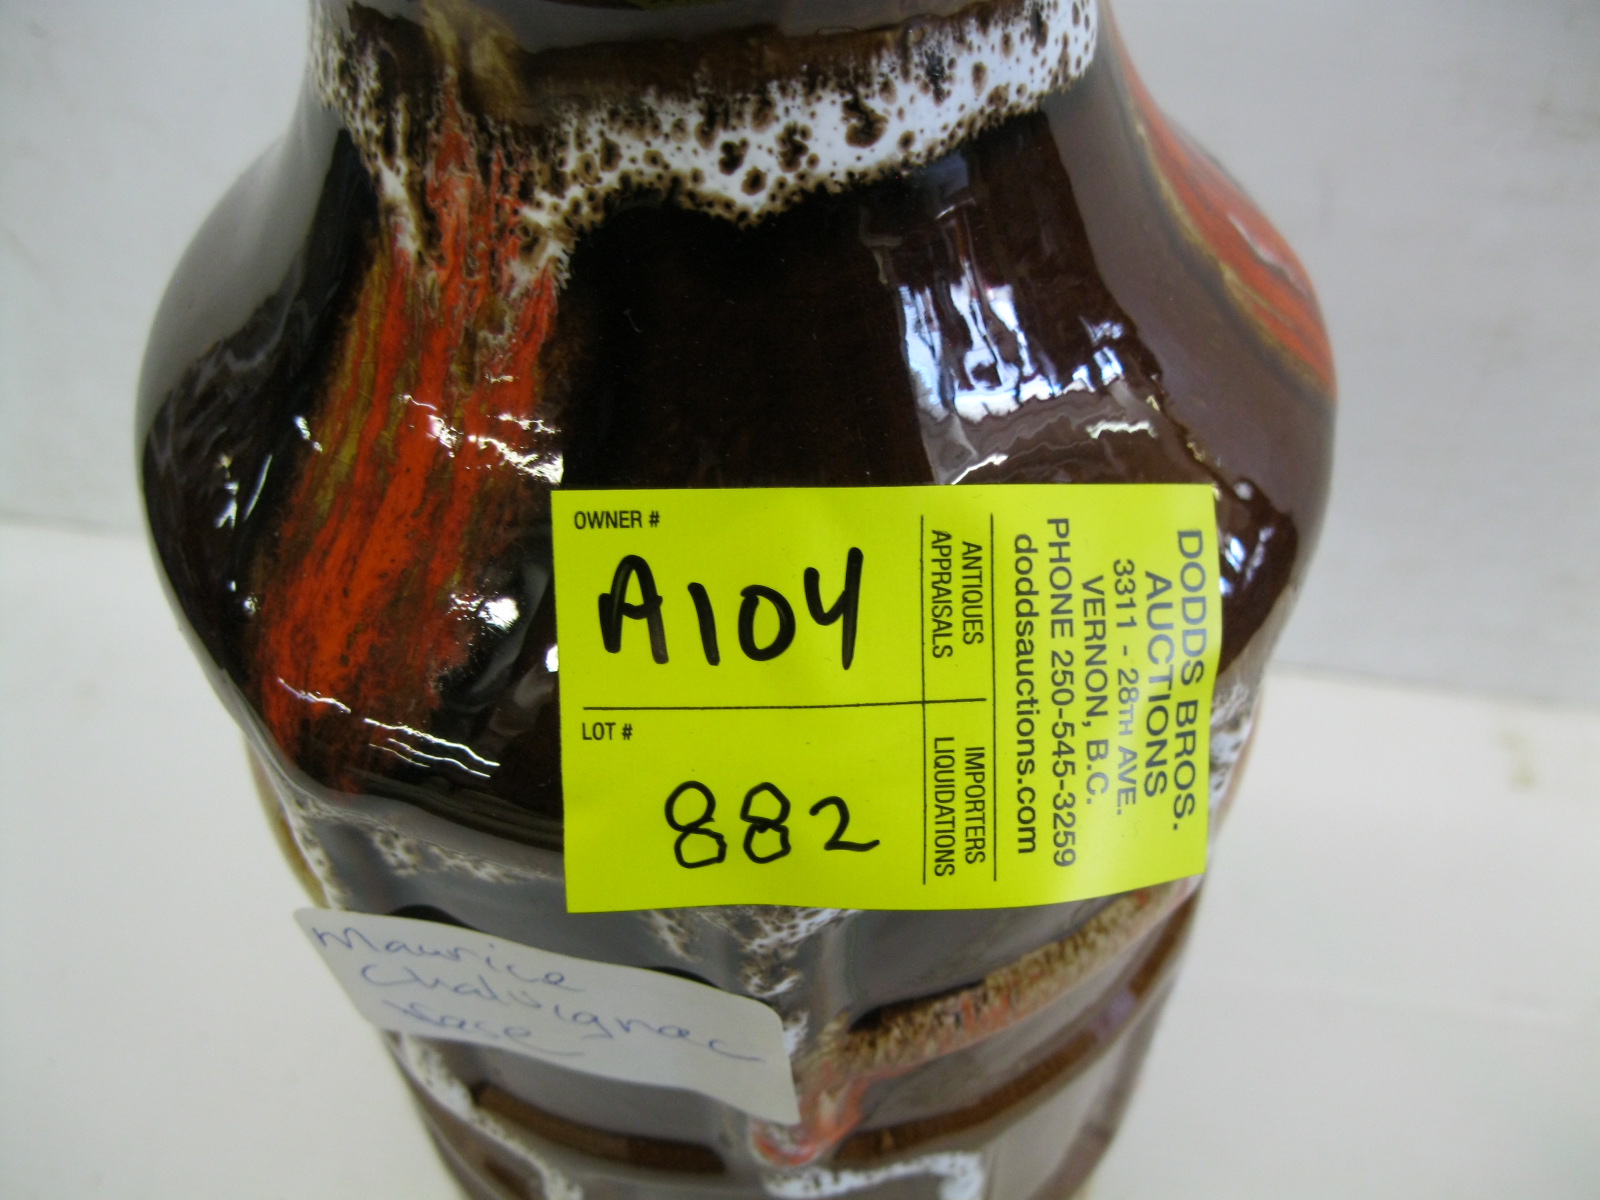 OWNER #
A104
LOT #
882
ANTIQUES
APPRAISALS
IMPORTERS
LIQUIDATIONS
DODDS BROS.
AUCTIONS
3311 - 28TH AVE.
VERNON, B.C.
PHONE 250-545-3259
doddsauctions.com
Maurice
Chalvignac
Vase